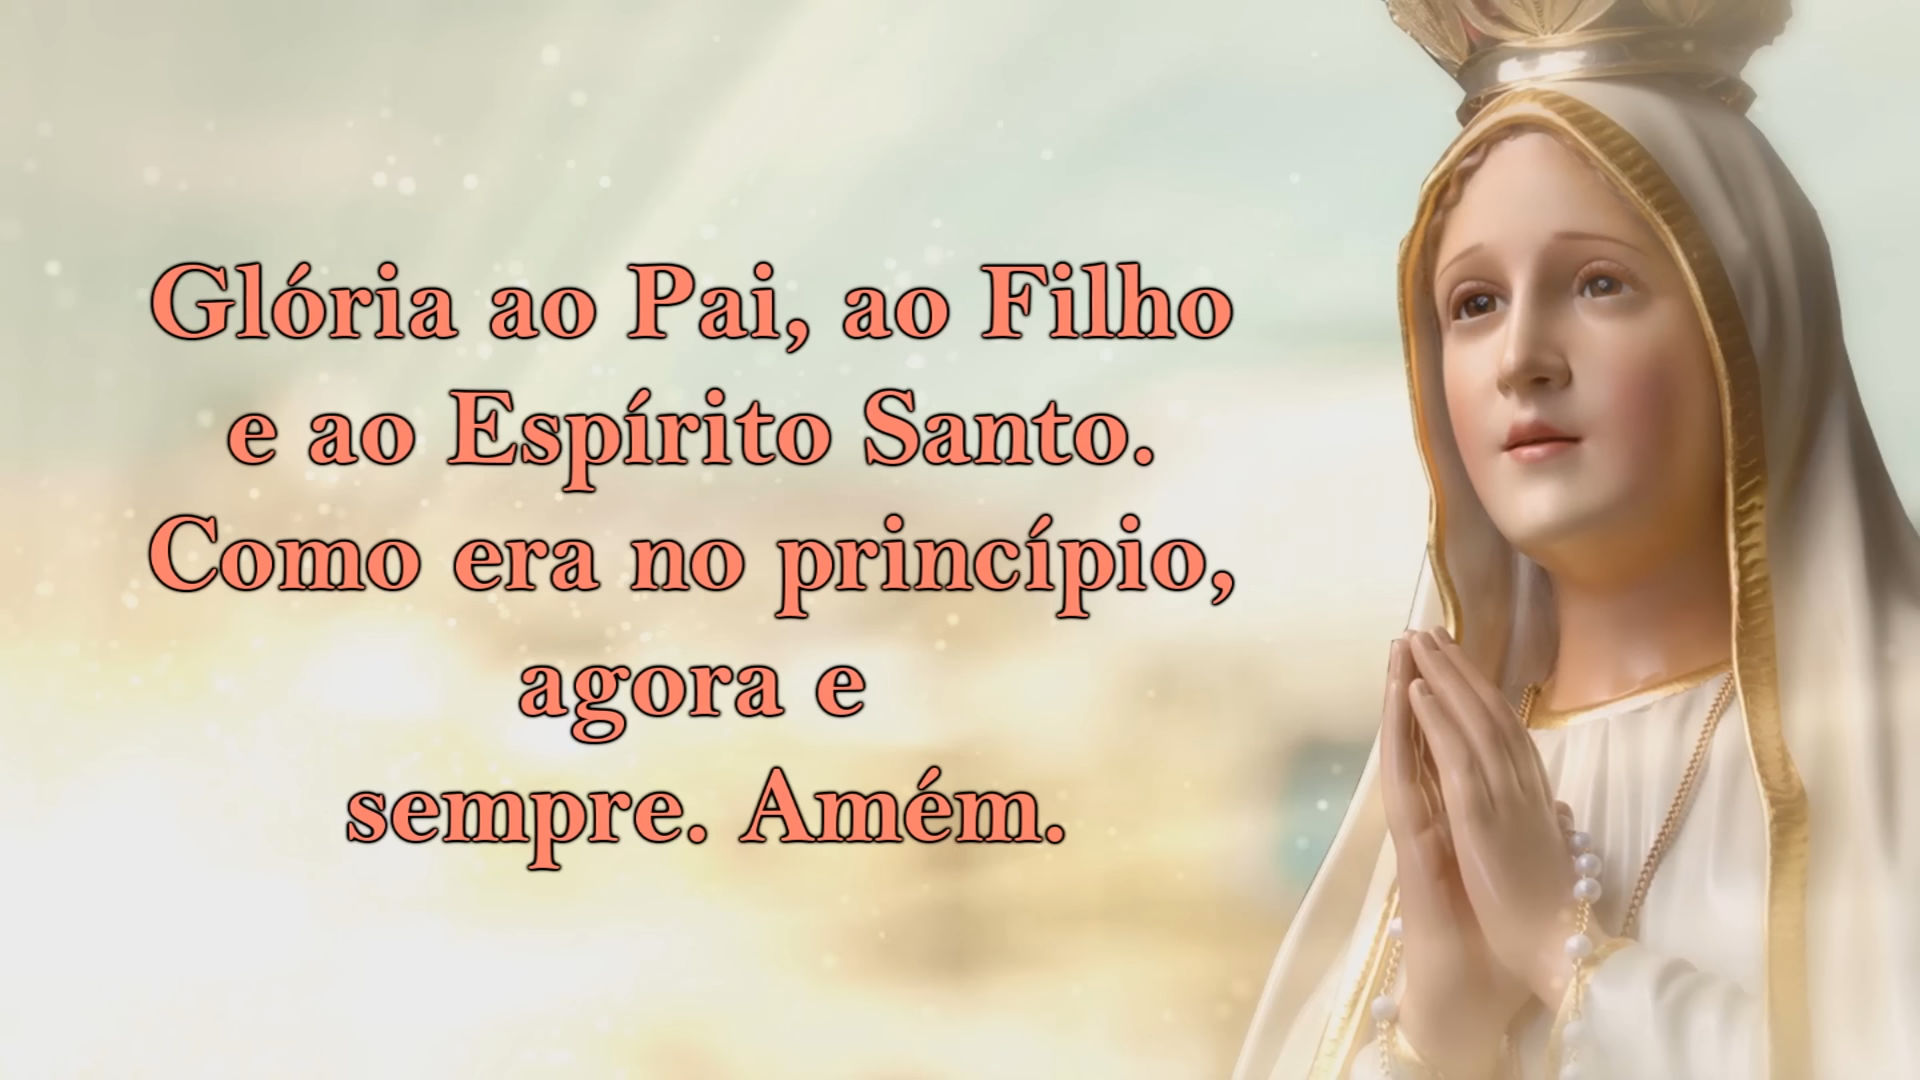 Glória ao Pai, ao Filho
e ao Espírito Santo.
Como era no princípio,
agora e
sempre. Amém.